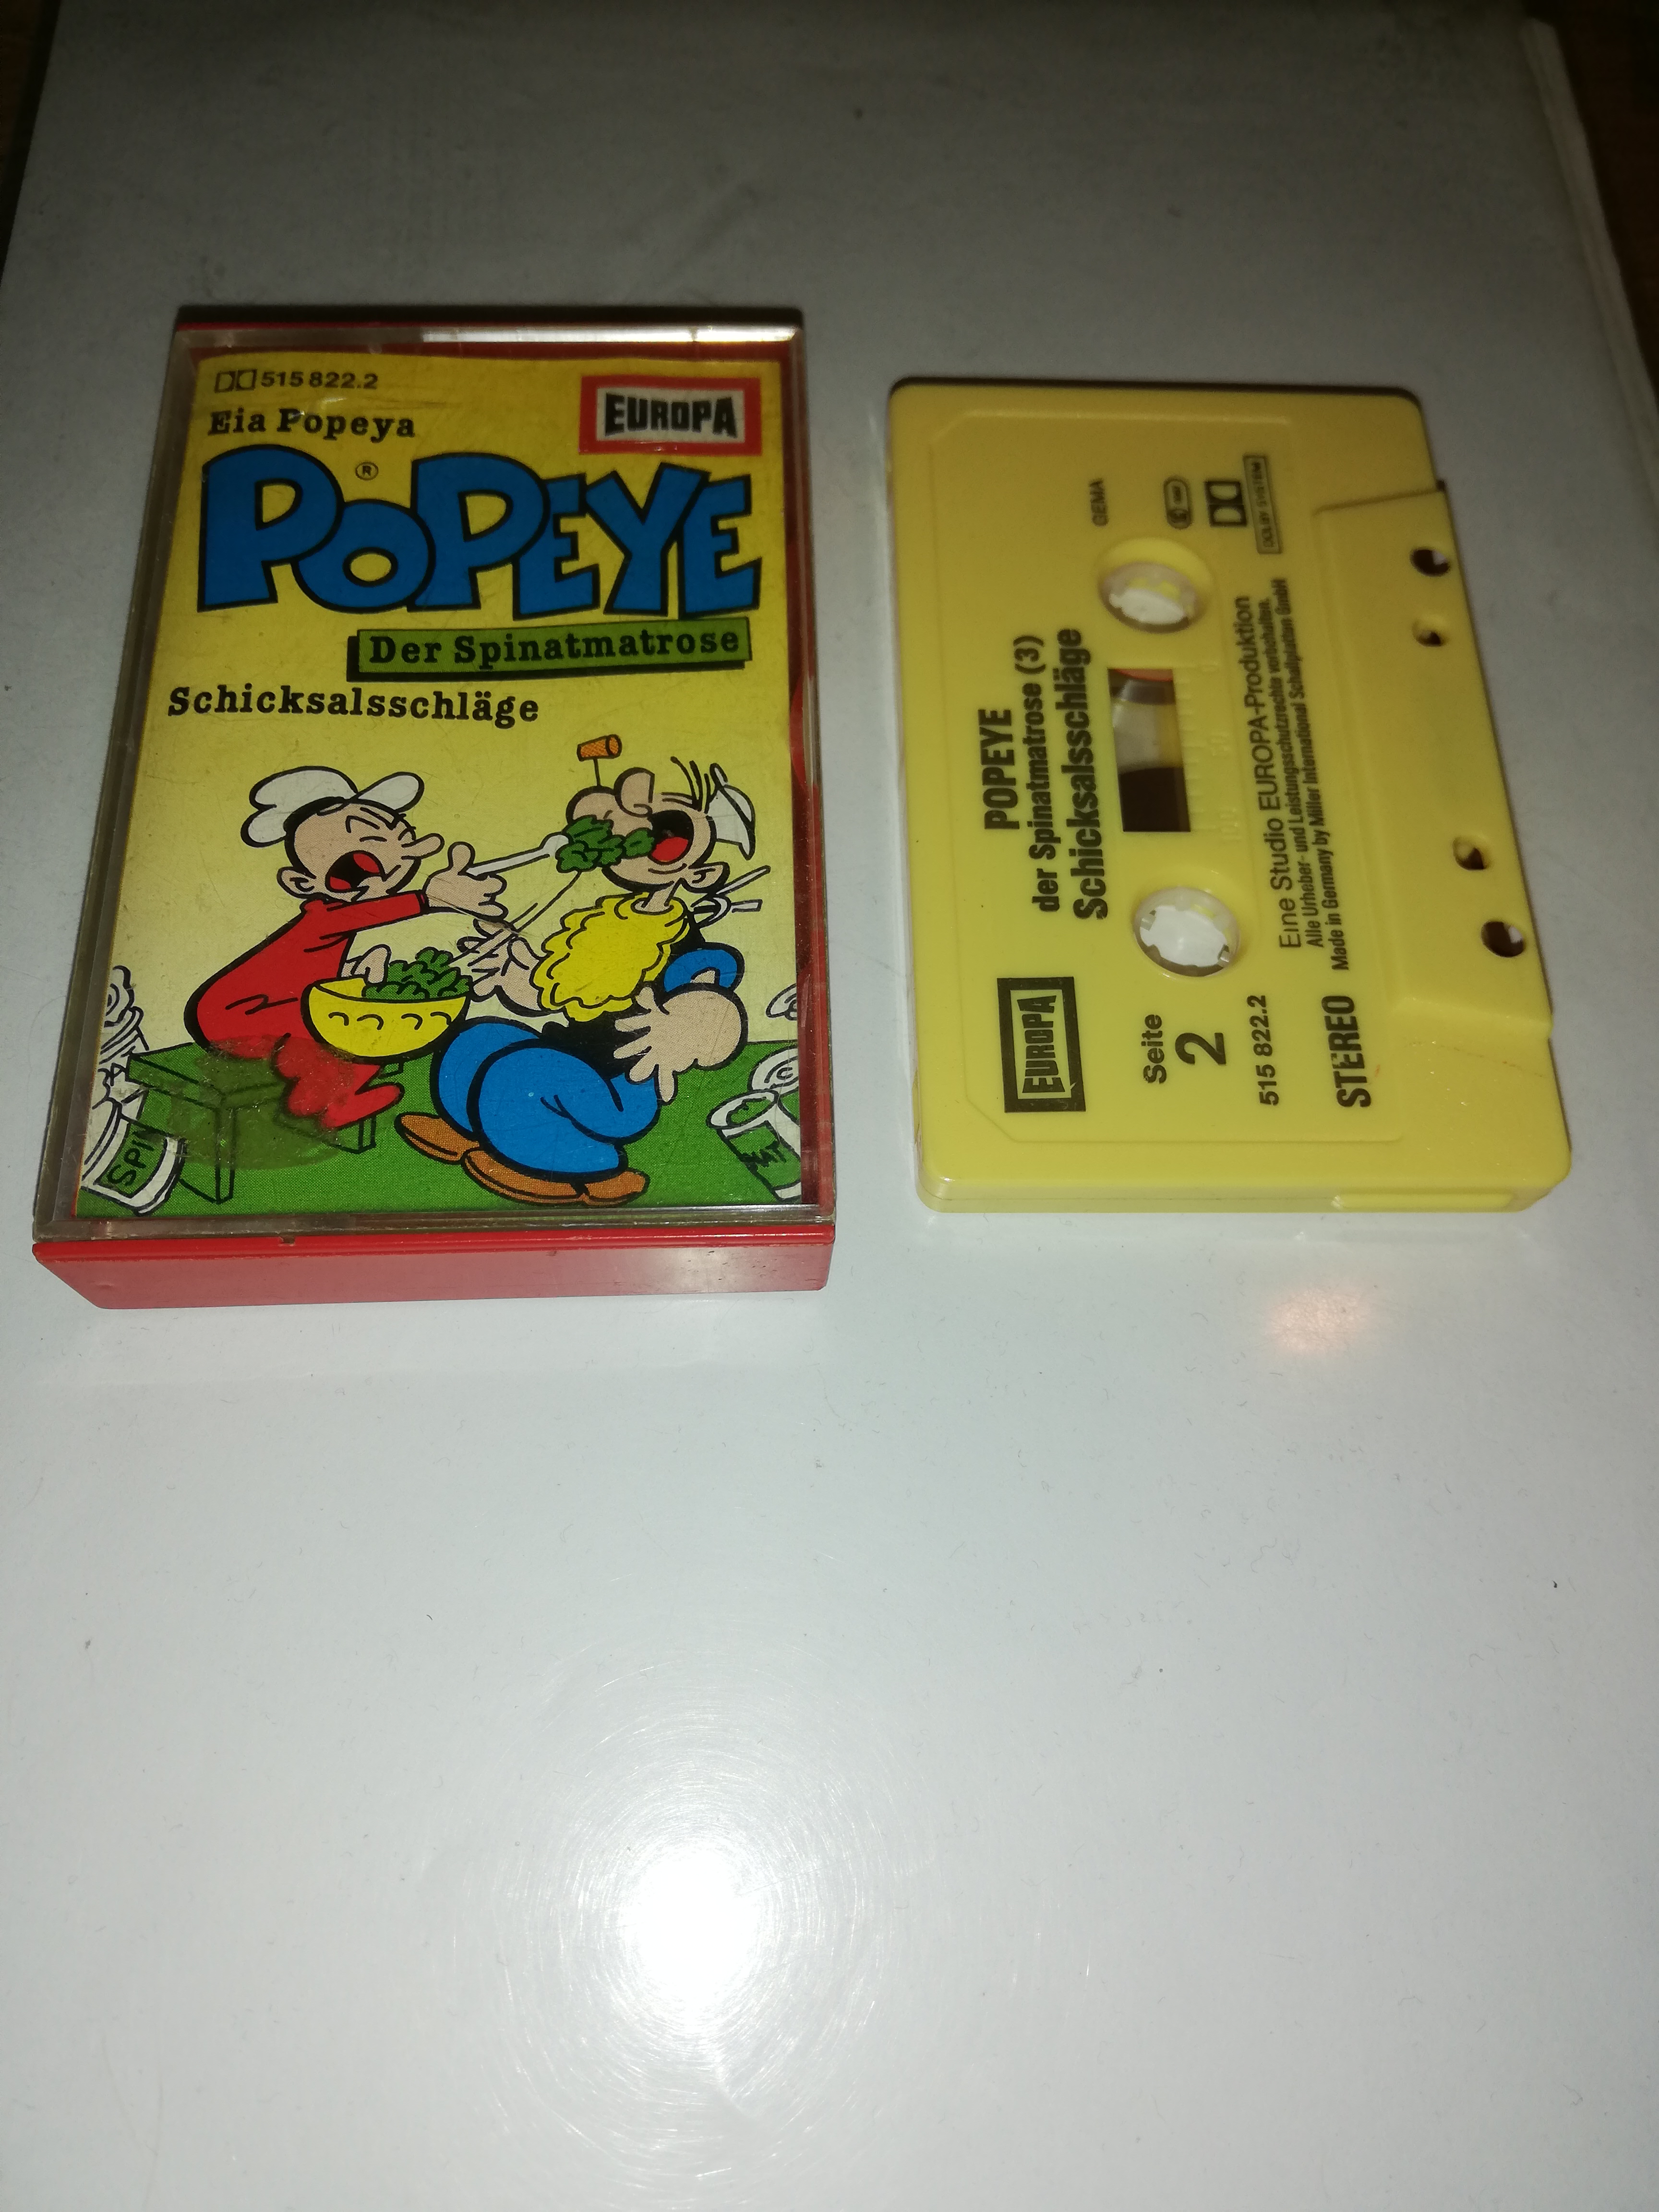 515 822.2
EUROPA
Eia Popeya
POPEYE
®
Der Spinatmatrose
Schicksalsschläge
SPI
AT
POPEYE
der Spinatmatrose (3)
Schicksalsschläge
GEMA
EUROPA
Seite
2
515 822.2
STEREO
DOLBY SYSTEM
Eine Studio EUROPA-Produktion
Alle Urheber- und Leistungsschutzrechte vorbehalten.
Made in Germany by Miller International Schallplatten GmbH